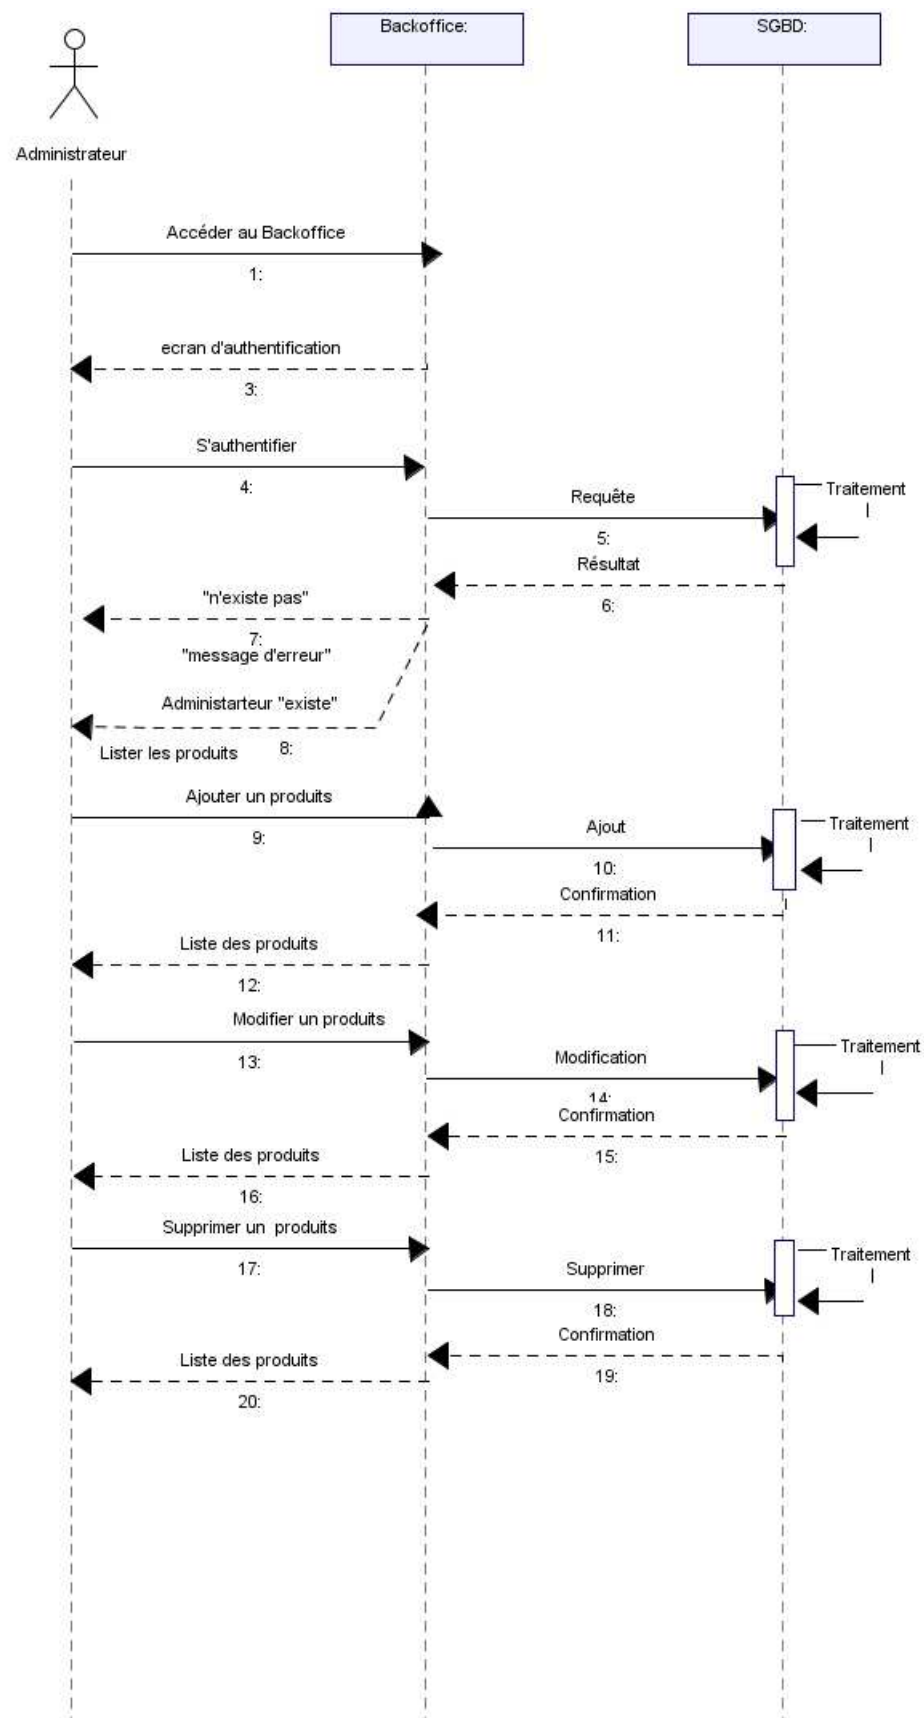 Backoffice:
SGBD:
Administrateur
Accéder au Backoffice
1:
ecran d'authentification
3:
S'authentifier
4:
Traitement
Requête
5:
Résultat
6:
"n'existe pas"
7:
"message d'erreur"
Administarteur "existe"
8:
Lister les produits
Ajouter un produits
9:
Traitement
Ajout
10:
Confirmation
11:
Liste des produits
12:
Modifier un produits
13:
Traitement
Modification
14:
Confirmation
15:
Liste des produits
16:
Supprimer un produits
17:
Traitement
Supprimer
18:
Confirmation
19:
Liste des produits
20: